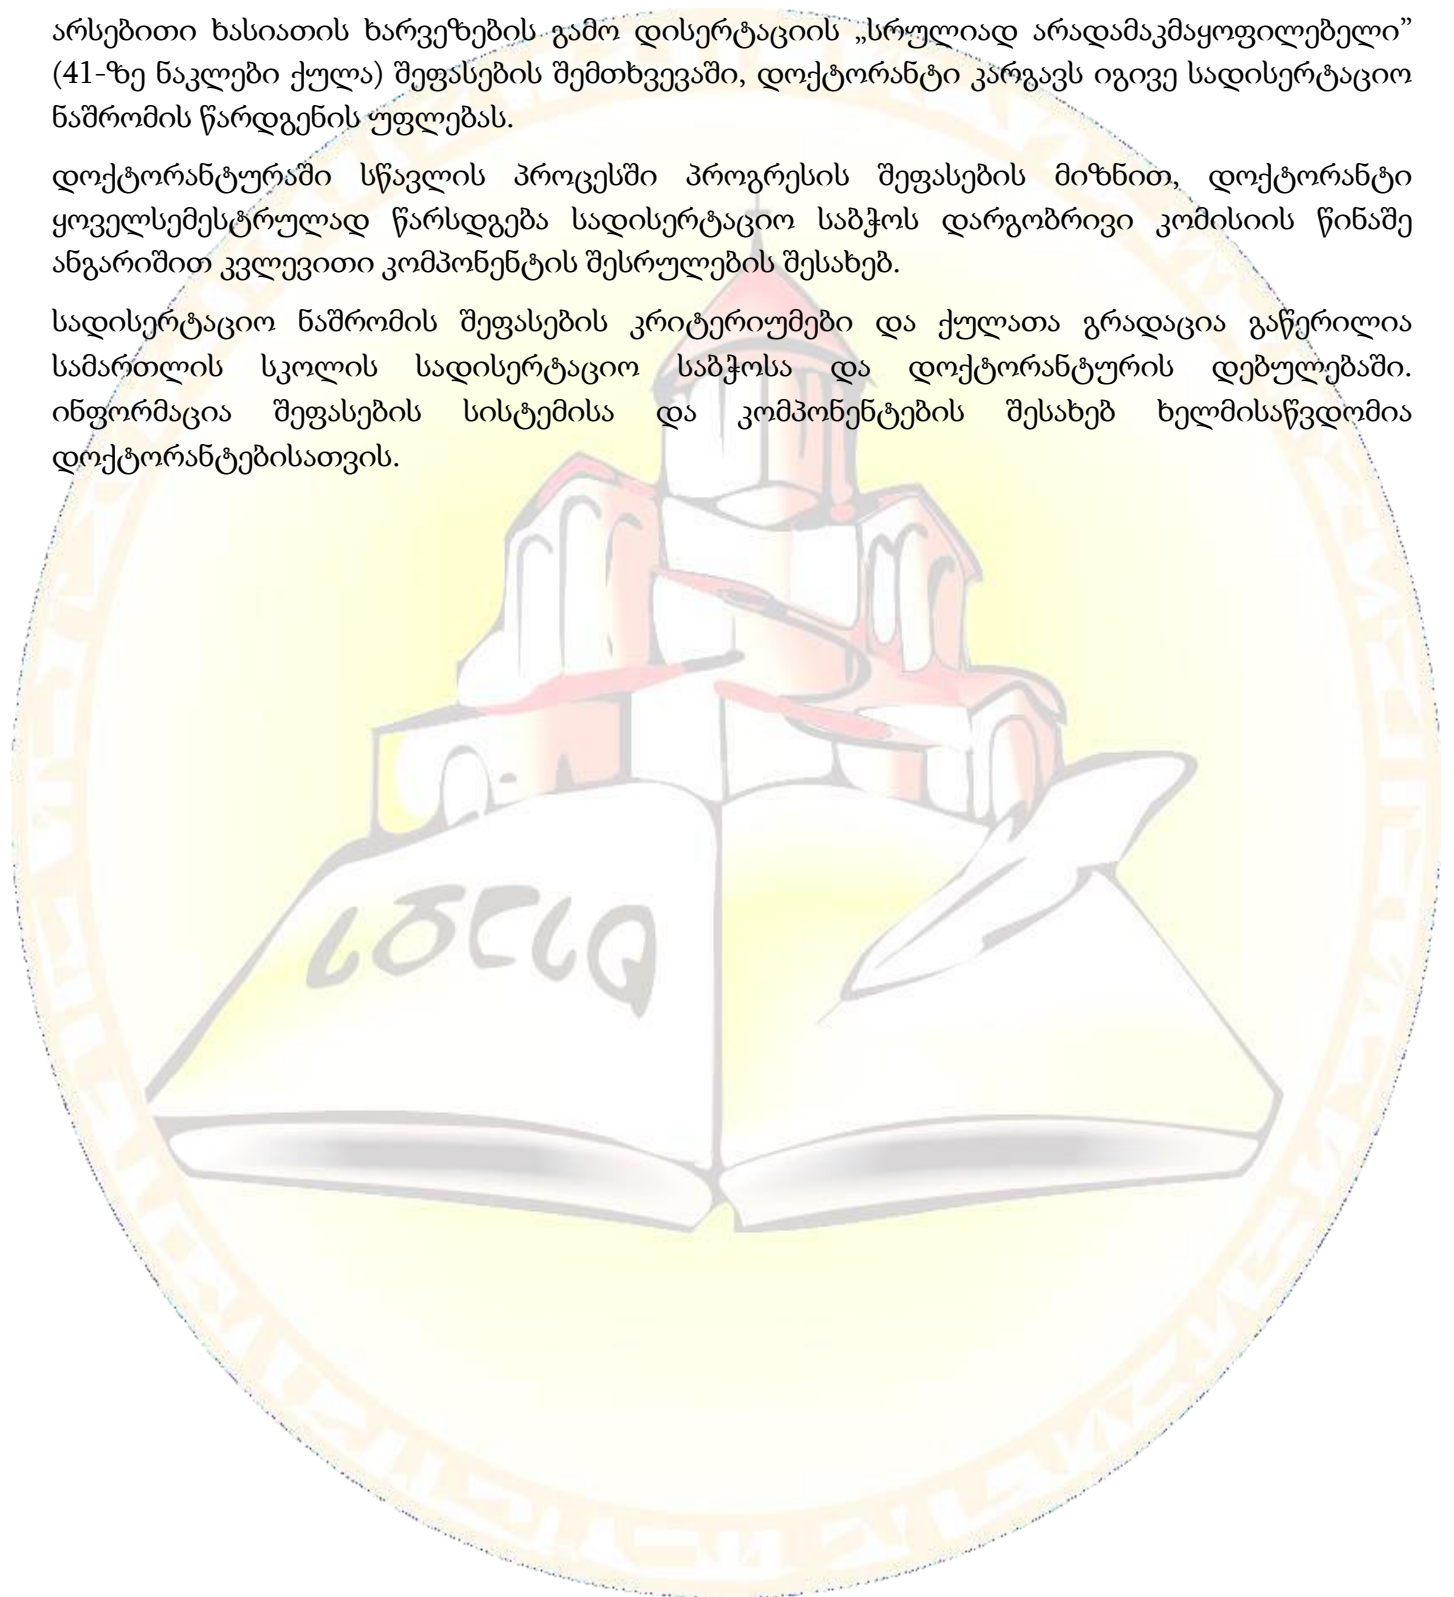 არსებითი ხასიათის ხარვეზების გამო დისერტაციის „სრულიად არადამაკმაყოფილებელი”
(41-ზე ნაკლები ქულა) შეფასების შემთხვევაში, დოქტორანტი კარგავს იგივე სადისერტაციო
ნაშრომის წარდგენის უფლებას.
დოქტორანტურაში სწავლის პროცესში პროგრესის შეფასების მიზნით, დოქტორანტი
ყოველსემესტრულად წარსდგება სადისერტაციო საბჭოს დარგობრივი კომისიის წინაშე
ანგარიშით კვლევითი კომპონენტის შესრულების შესახებ.
სადისერტაციო ნაშრომის შეფასების კრიტერიუმები და ქულათა გრადაცია გაწერილია
სამართლის სკოლის სადისერტაციო საბჭოსა და დოქტორანტურის დებულებაში.
ინფორმაცია შეფასების სისტემისა და კომპონენტების შესახებ ხელმისაწვდომია
დოქტორანტებისათვის.